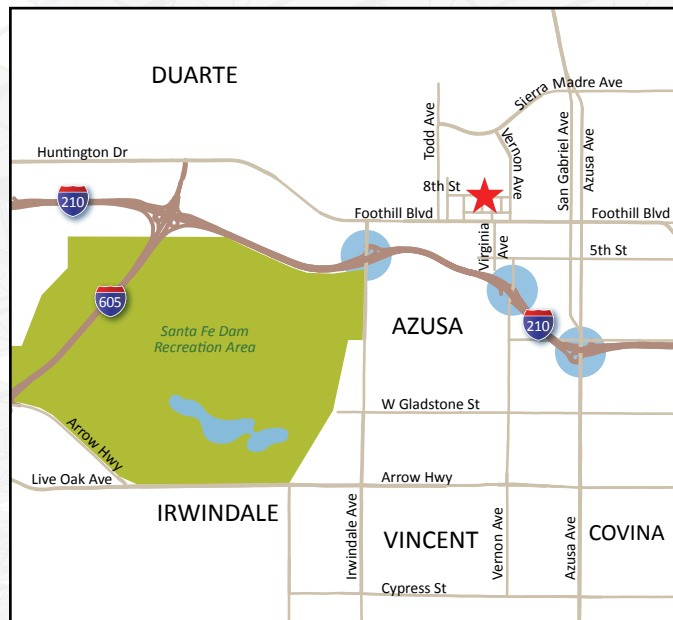 DUARTE
Sierra Madre Ave
Todd Ave
Vernon Ave
San Gabriel Ave
Azusa Ave
Huntington Dr
8th St
210
Foothill Blvd
Foothill Blvd
Virginia
Ave
5th St
605
210
Santa Fe Dam
Recreation Area
AZUSA
W Gladstone St
Arrow Hwy
Live Oak Ave
Arrow Hwy
IRWINDALE
Irwindale Ave
VINCENT
Vernon Ave
Azusa Ave
COVINA
Cypress St